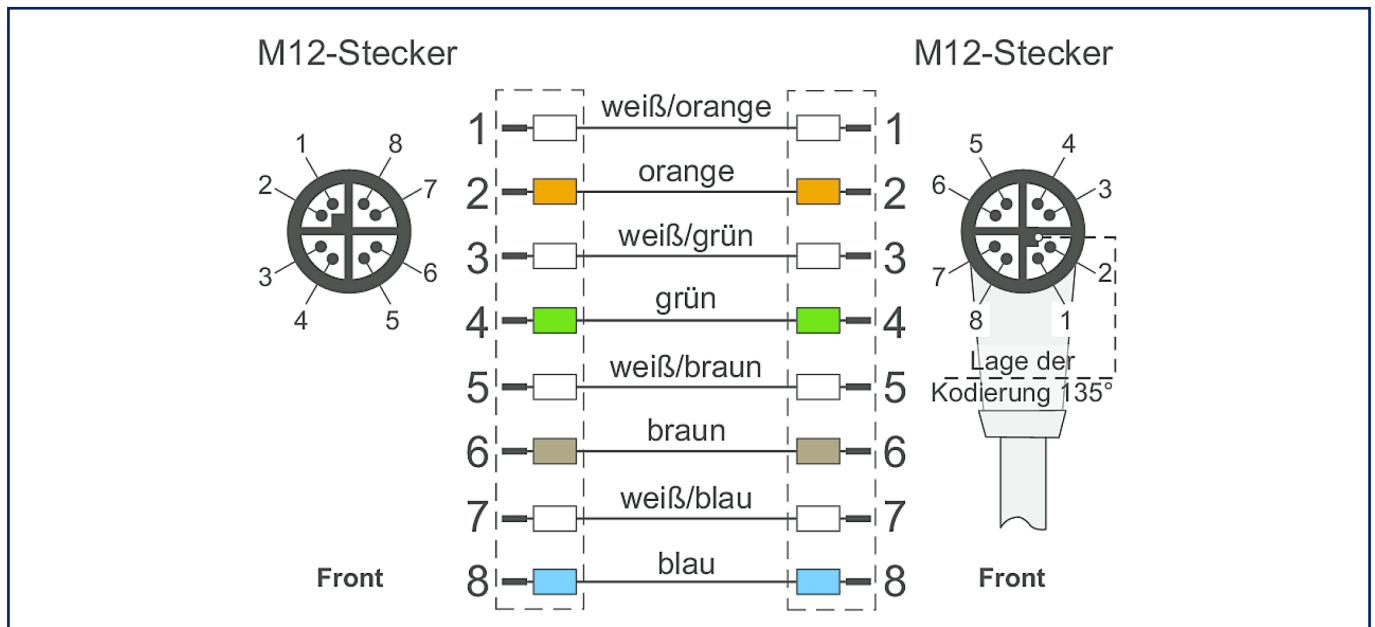 M12-Stecker
M12-Stecker
1 weiß/orange 1
2 orange 2
3 weiß/grün 3
4 grün 4
5 weiß/braun 5
6 braun 6
7 weiß/blau 7
8 blau 8
1 8
2 7
3 6
4 5
5 4
6 3
7 2
8 1
Lage der
Kodierung 135°
Front
Front